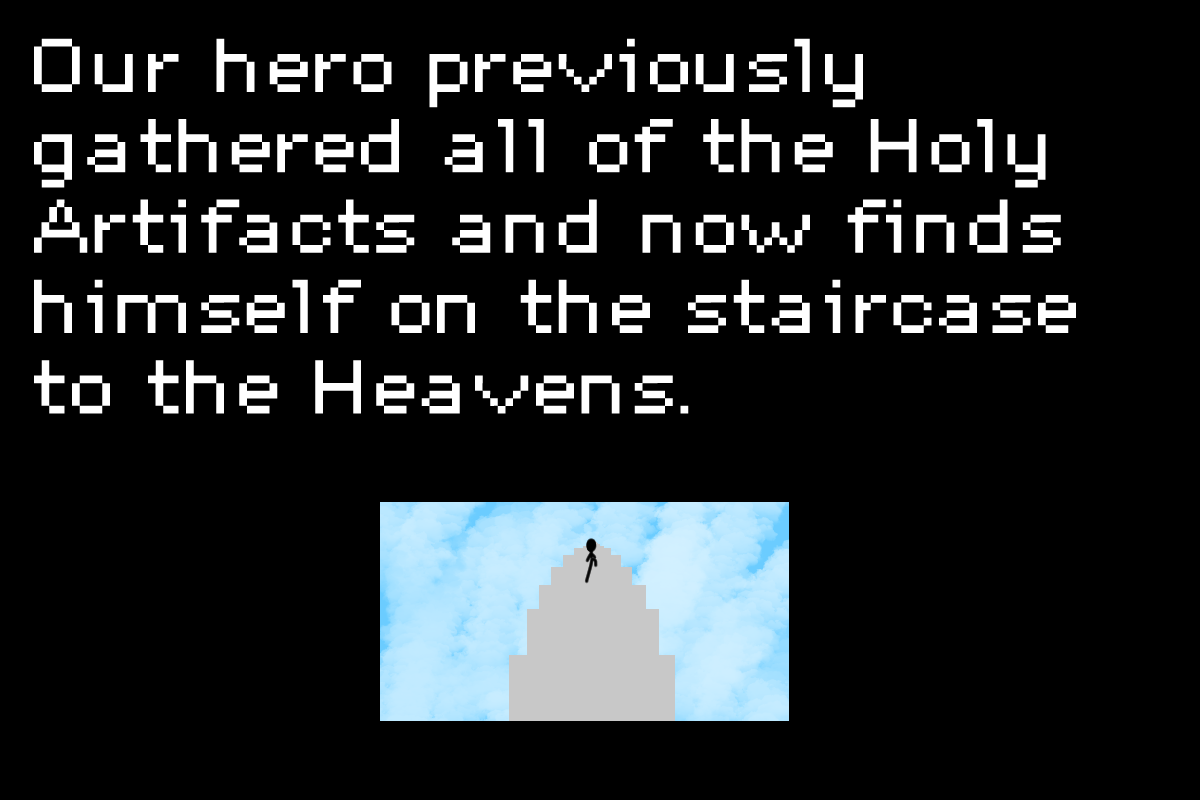 Our hero previously
gathered all of the Holy
Artifacts and now finds
himself on the staircase
to the Heavens.